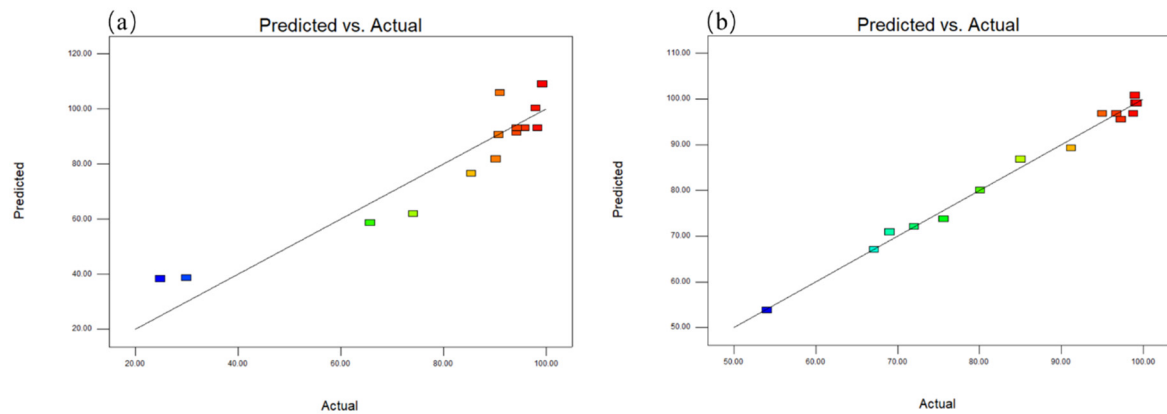 (a)
Predicted vs. Actual
120.00
100.00
80.00
60.00
40.00
20.00
Predicted
20.00 40.00 60.00 80.00 100.00
Actual
(b)
Predicted vs. Actual
110.00
100.00
90.00
80.00
70.00
60.00
50.00
Predicted
50.00 60.00 70.00 80.00 90.00 100.00
Actual